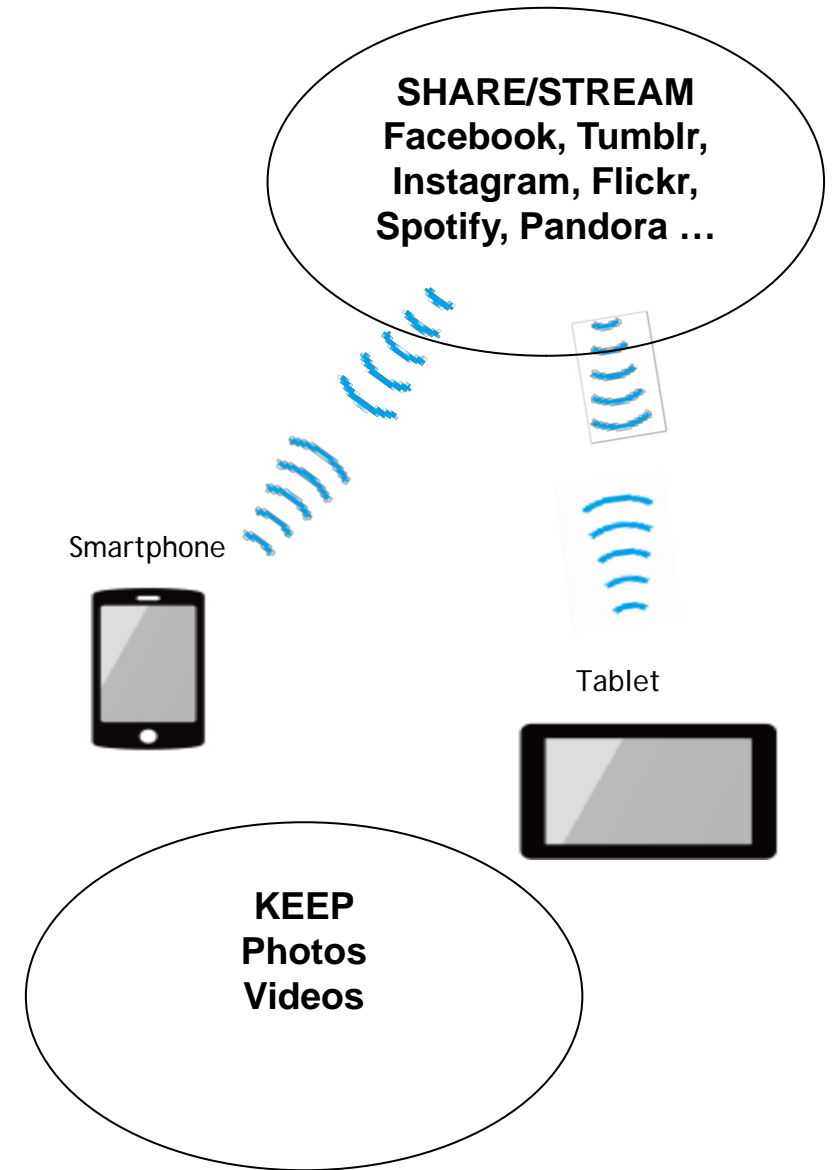 SHARE/STREAM
Facebook, Tumblr,
Instagram, Flickr,
Spotify, Pandora …
Smartphone
Tablet
KEEP
Photos
Videos